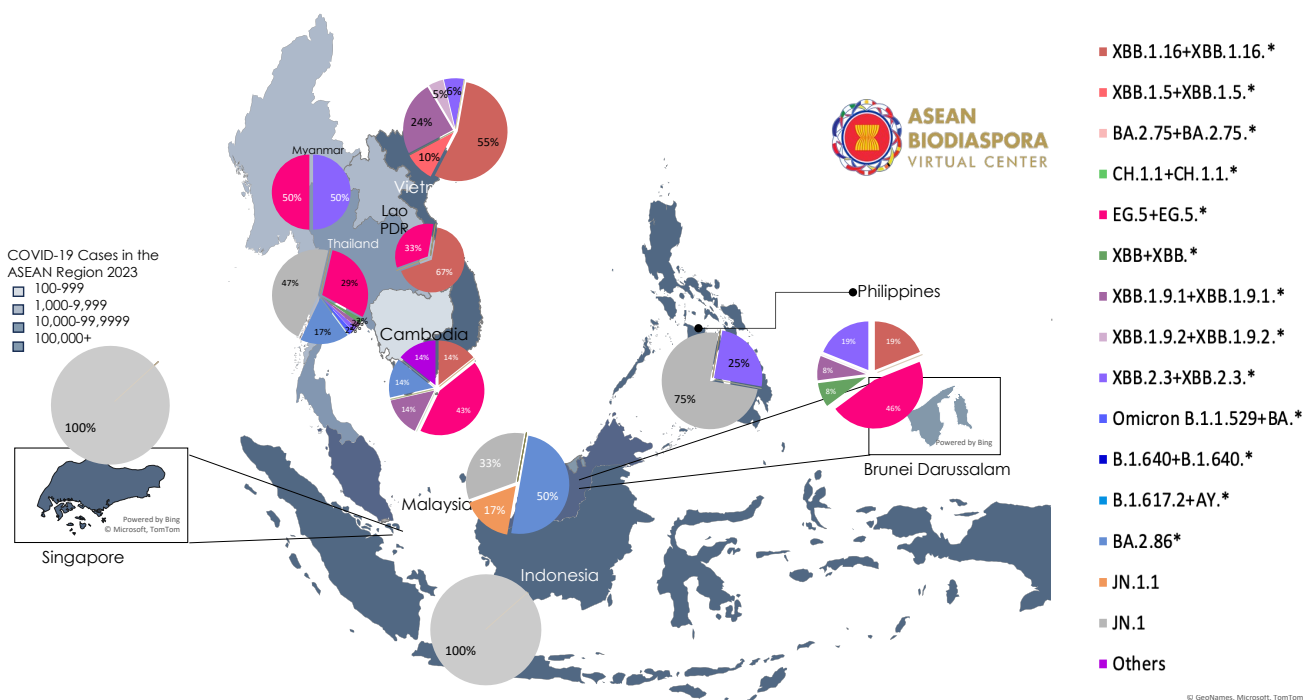 ASEAN
BIODIASPORA
VIRTUAL CENTER
XBB.1.16+XBB.1.16.*
XBB.1.5+XBB.1.5.*
BA.2.75+BA.2.75.*
CH.1.1+CH.1.1.*
EG.5+EG.5.*
XBB+XBB.*
XBB.1.9.1+XBB.1.9.1.*
XBB.1.9.2+XBB.1.9.2.*
XBB.2.3+XBB.2.3.*
Omicron B.1.1.529+BA.*
B.1.640+B.1.640.*
B.1.617.2+AY.*
BA.2.86*
JN.1.1
JN.1
Others
5%
6%
24%
55%
10%
Myanmar
50%
50%
Lao
PDR
33%
67%
Thailand
47%
29%
17%
COVID-19 Cases in the
ASEAN Region 2023
100-999
1,000-9,999
10,000-99,9999
100,000+
Cambodia
14%
14%
14%
14%
43%
Philippines
25%
75%
19%
19%
8%
8%
46%
Powered by Bing
Brunei Darussalam
100%
Powered by Bing
© Microsoft, TomTom
Singapore
Malaysia
33%
50%
17%
Indonesia
100%
© GeoNames, Microsoft, TomTom